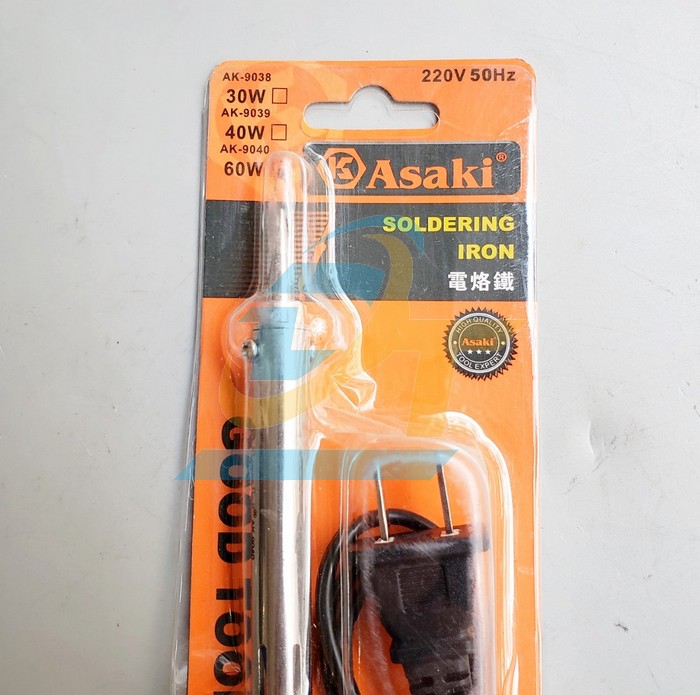 AK-9038
220V 50Hz
30W
AK-9039
40W
AK-9040
60W
K Asaki®
SOLDERING
IRON
電烙鐵
HIGH QUALITY
Asaki
TOOL EXPERT
GOOD TOOL